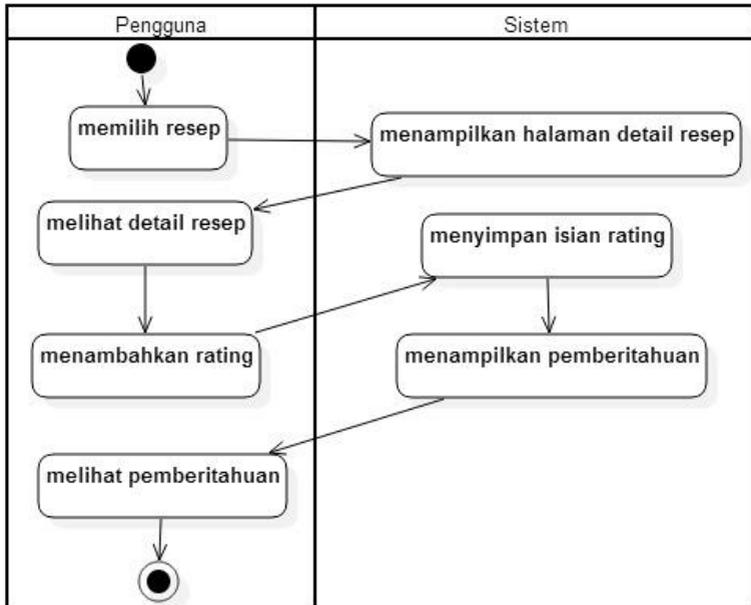 Pengguna
Sistem
memilih resep
menampilkan halaman detail resep
melihat detail resep
menyimpan isian rating
menambahkan rating
menampilkan pemberitahuan
melihat pemberitahuan